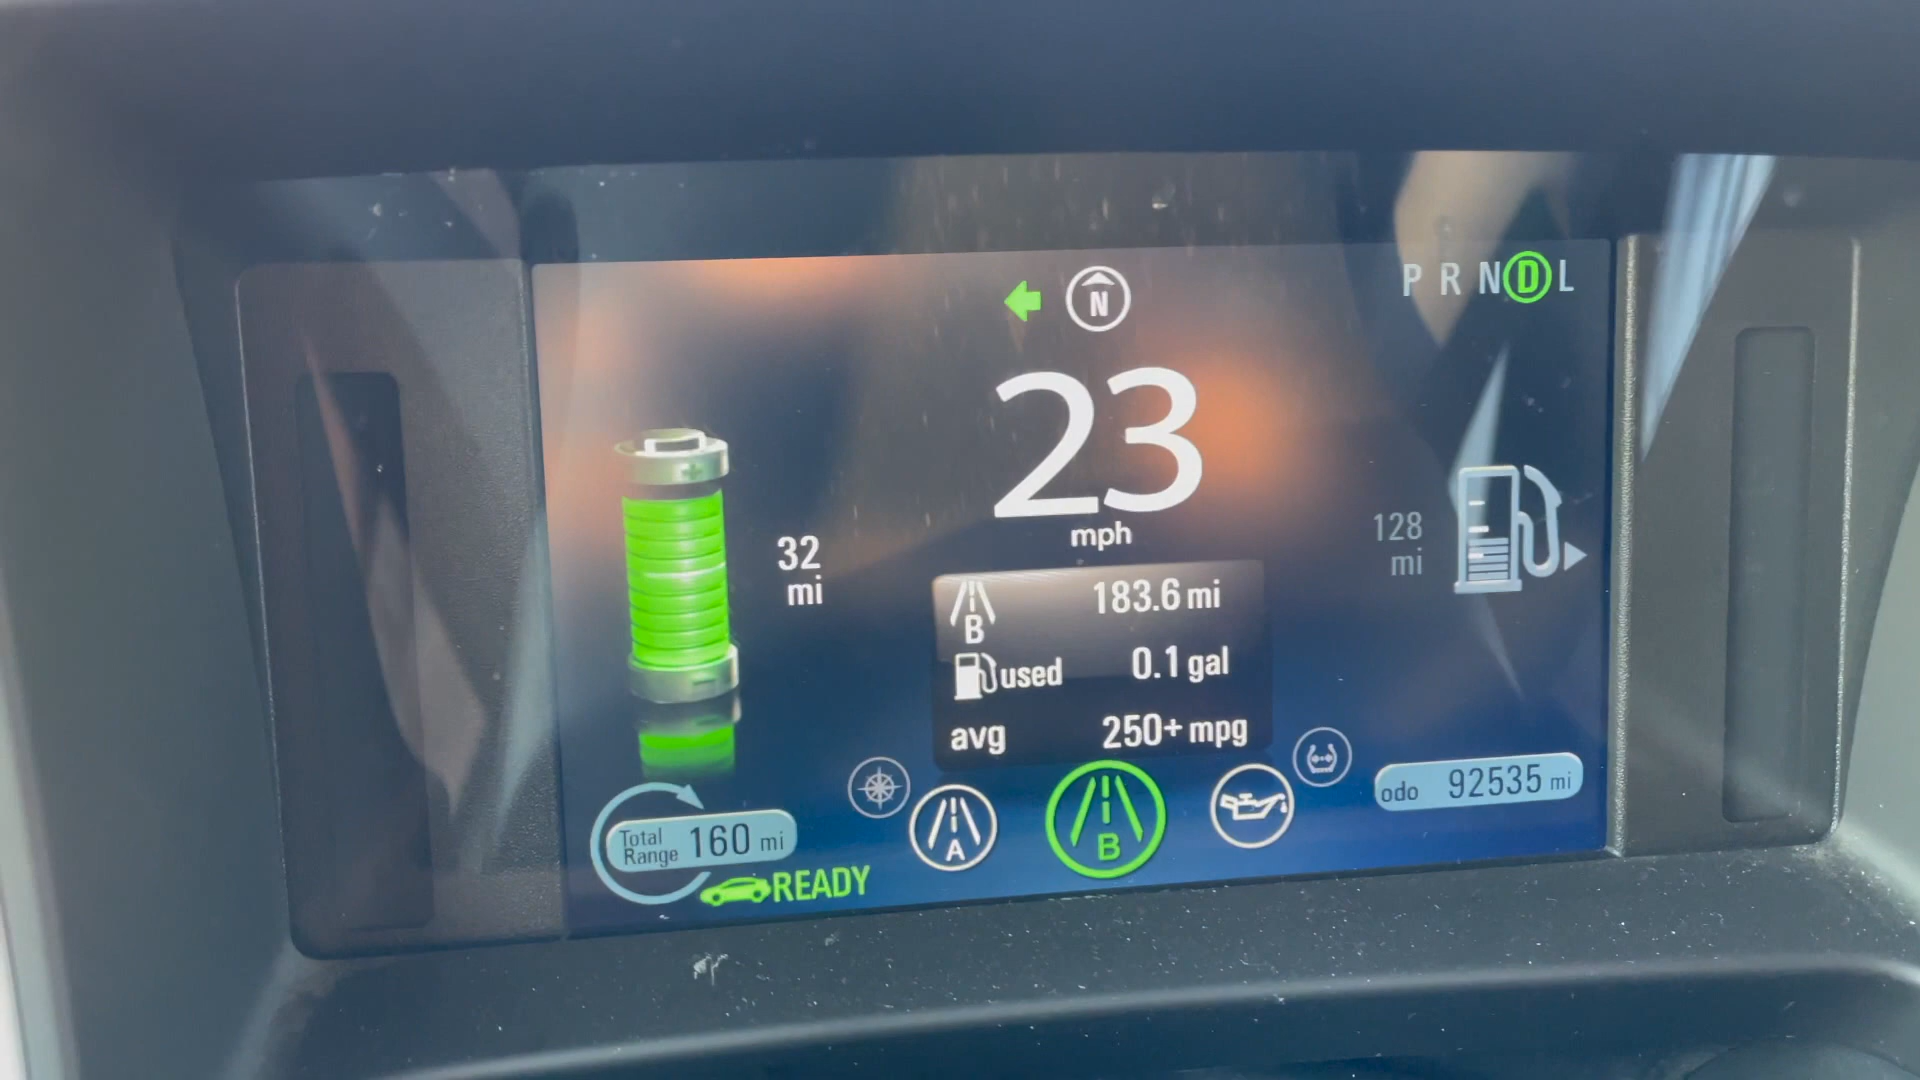 N
P R N D L
23
mph
32
mi
128
mi
B 183.6 mi
used 0.1 gal
avg 250+ mpg
Total
Range 160 mi
READY
A
B
odo 92535 mi